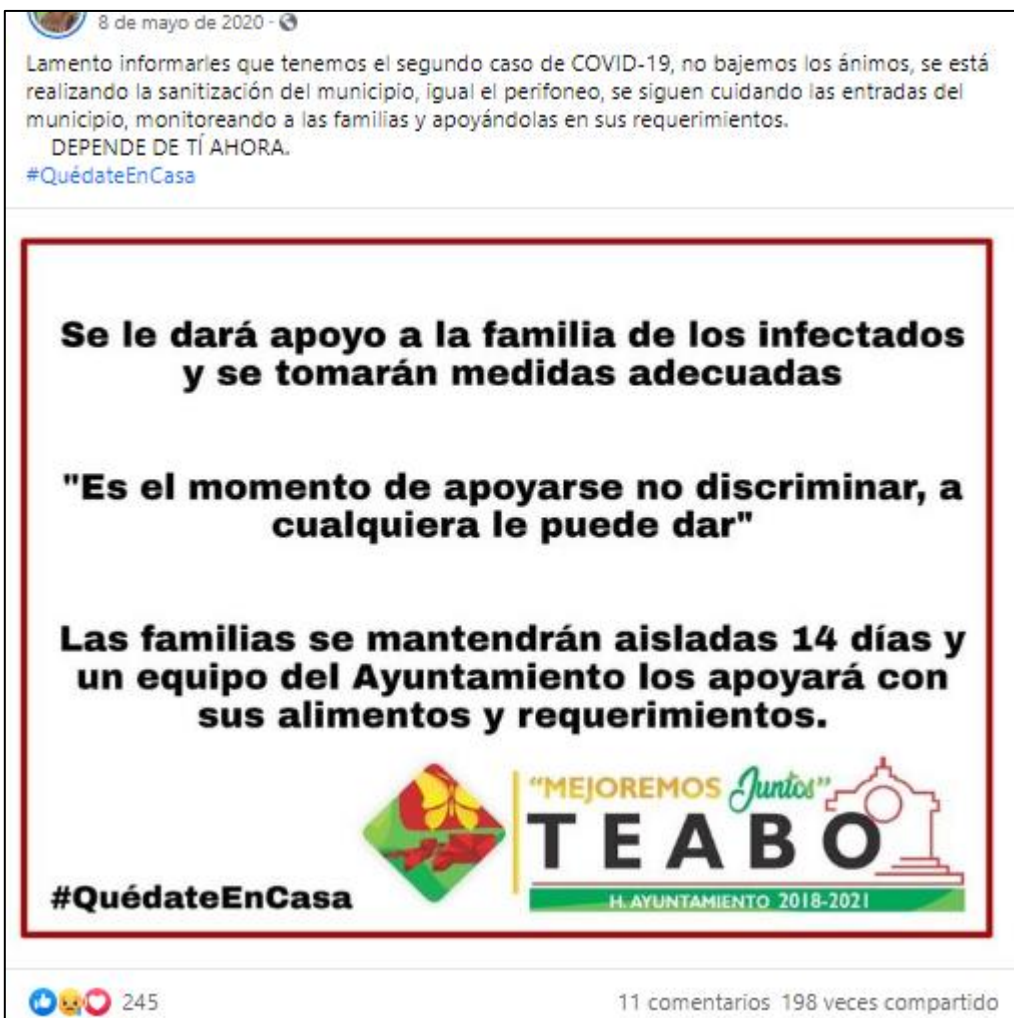 8 de mayo de 2020 ·
Lamento informarles que tenemos el segundo caso de COVID-19, no bajemos los ánimos, se está
realizando la sanitización del municipio, igual el perifoneo, se siguen cuidando las entradas del
municipio, monitoreando a las familias y apoyándolas en sus requerimientos.
DEPENDE DE TÍ AHORA.
#QuédateEnCasa
Se le dará apoyo a la familia de los infectados
y se tomarán medidas adecuadas
"Es el momento de apoyarse no discriminar, a
cualquiera le puede dar"
Las familias se mantendrán aisladas 14 días y
un equipo del Ayuntamiento los apoyará con
sus alimentos y requerimientos.
"MEJOREMOS Juntos"
TEABO
H. AYUNTAMIENTO 2018-2021
#QuédateEnCasa
245
11 comentarios 198 veces compartido